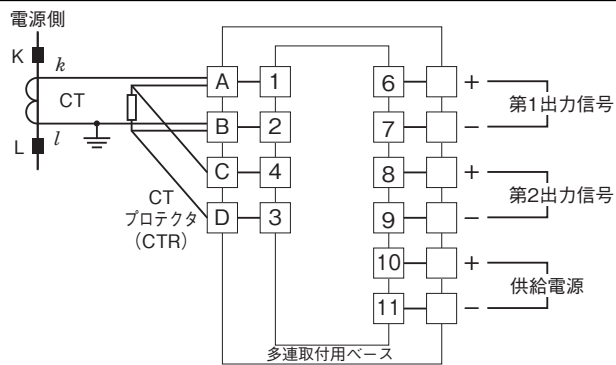 電源側
K
k
CT
l
L
CT
プロテクタ
(CTR)
A 1
B 2
C 4
D 3
6 +
7 −
第1出力信号
8 +
9 −
第2出力信号
10 +
11 −
供給電源
多連取付用ベース